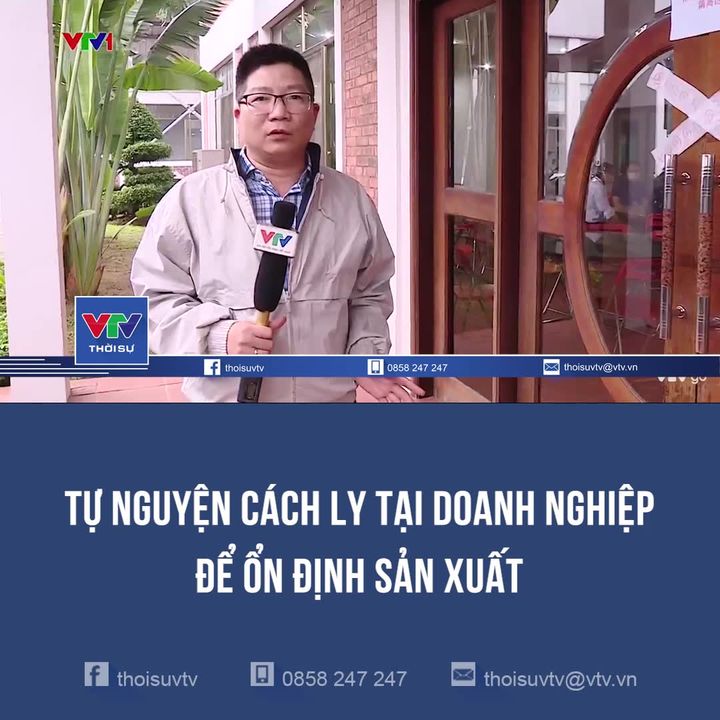 VTV1
VTV
VTV
THỜI SỰ
thoisuvtv
0858 247 247
thoisuvtv@vtv.vn
TỰ NGUYỆN CÁCH LY TẠI DOANH NGHIỆP
ĐỂ ỔN ĐỊNH SẢN XUẤT
thoisuvtv
0858 247 247
thoisuvtv@vtv.vn